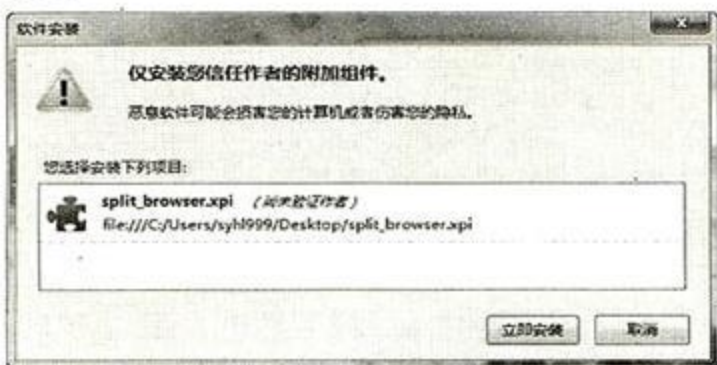 软件安装
仅安装您信任作者的附加组件。
恶意软件可能会损害您的计算机或者伤害您的隐私。
您选择安装下列项目:
split_browser.xpi （尚未验证作者）
file:///C:/Users/syhl999/Desktop/split_browser.xpi
立即安装 取消